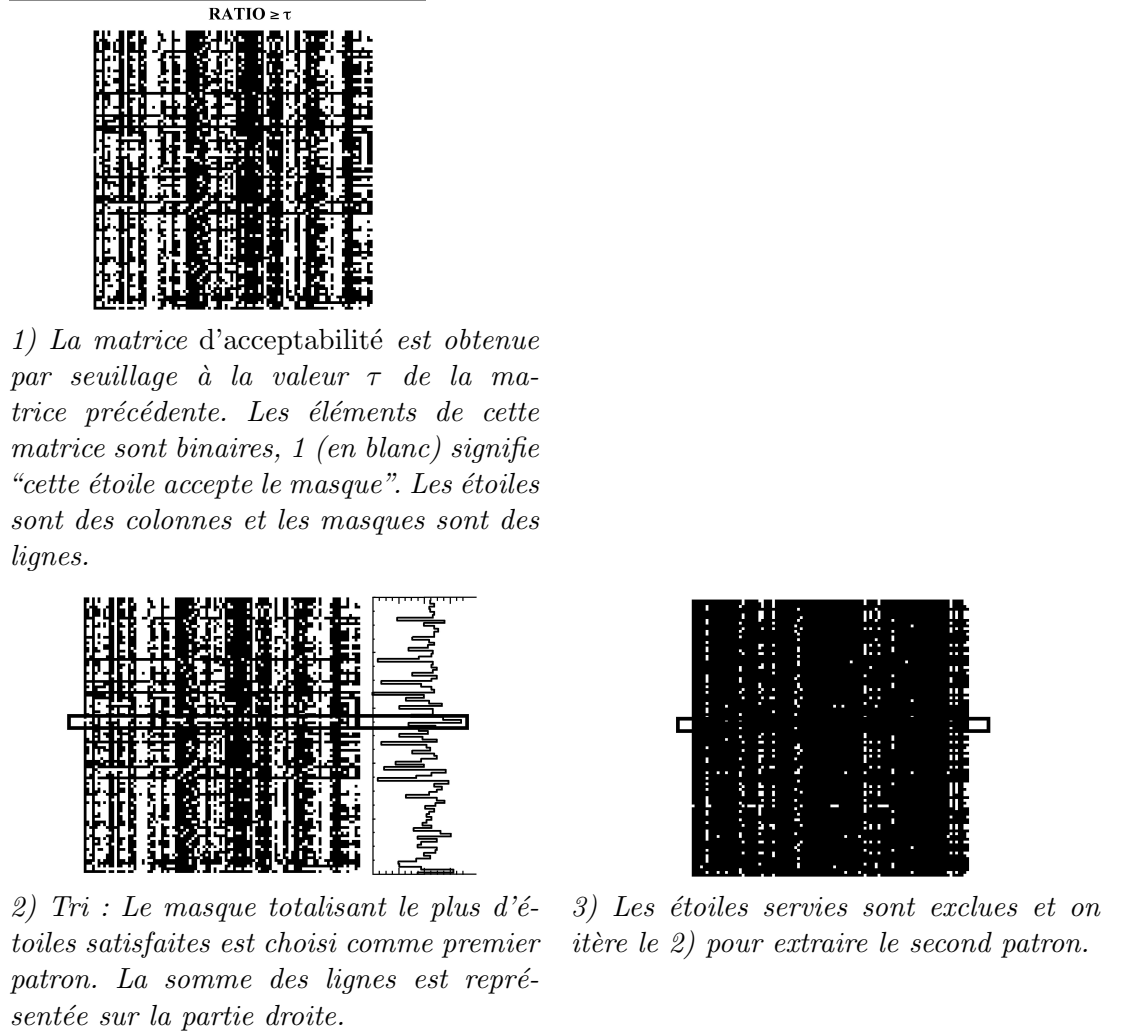 RATIO ≥ τ
1) La matrice d'acceptabilité est obtenue
par seuillage à la valeur τ de la ma-
trice précédente. Les éléments de cette
matrice sont binaires, 1 (en blanc) signifie
“cette étoile accepte le masque”. Les étoiles
sont des colonnes et les masques sont des
lignes.
2) Tri : Le masque totalisant le plus d'é-
toiles satisfaites est choisi comme premier
patron. La somme des lignes est repré-
sentée sur la partie droite.
3) Les étoiles servies sont exclues et on
itère le 2) pour extraire le second patron.